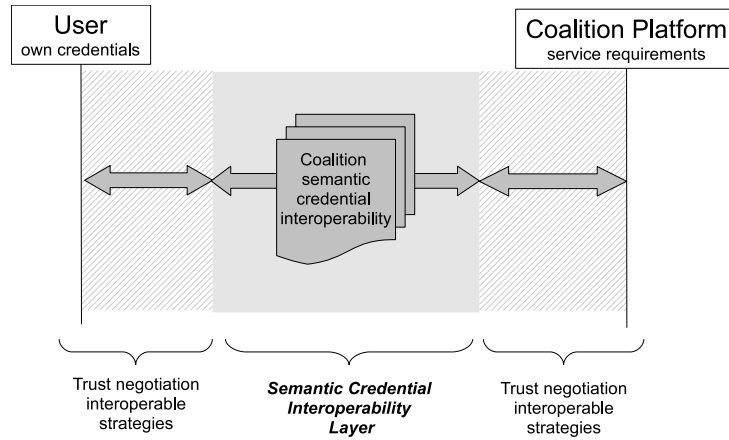 User
own credentials
Coalition Platform
service requirements
Coalition
semantic
credential
interoperability
Trust negotiation
interoperable
strategies
Semantic Credential
Interoperability
Layer
Trust negotiation
interoperable
strategies